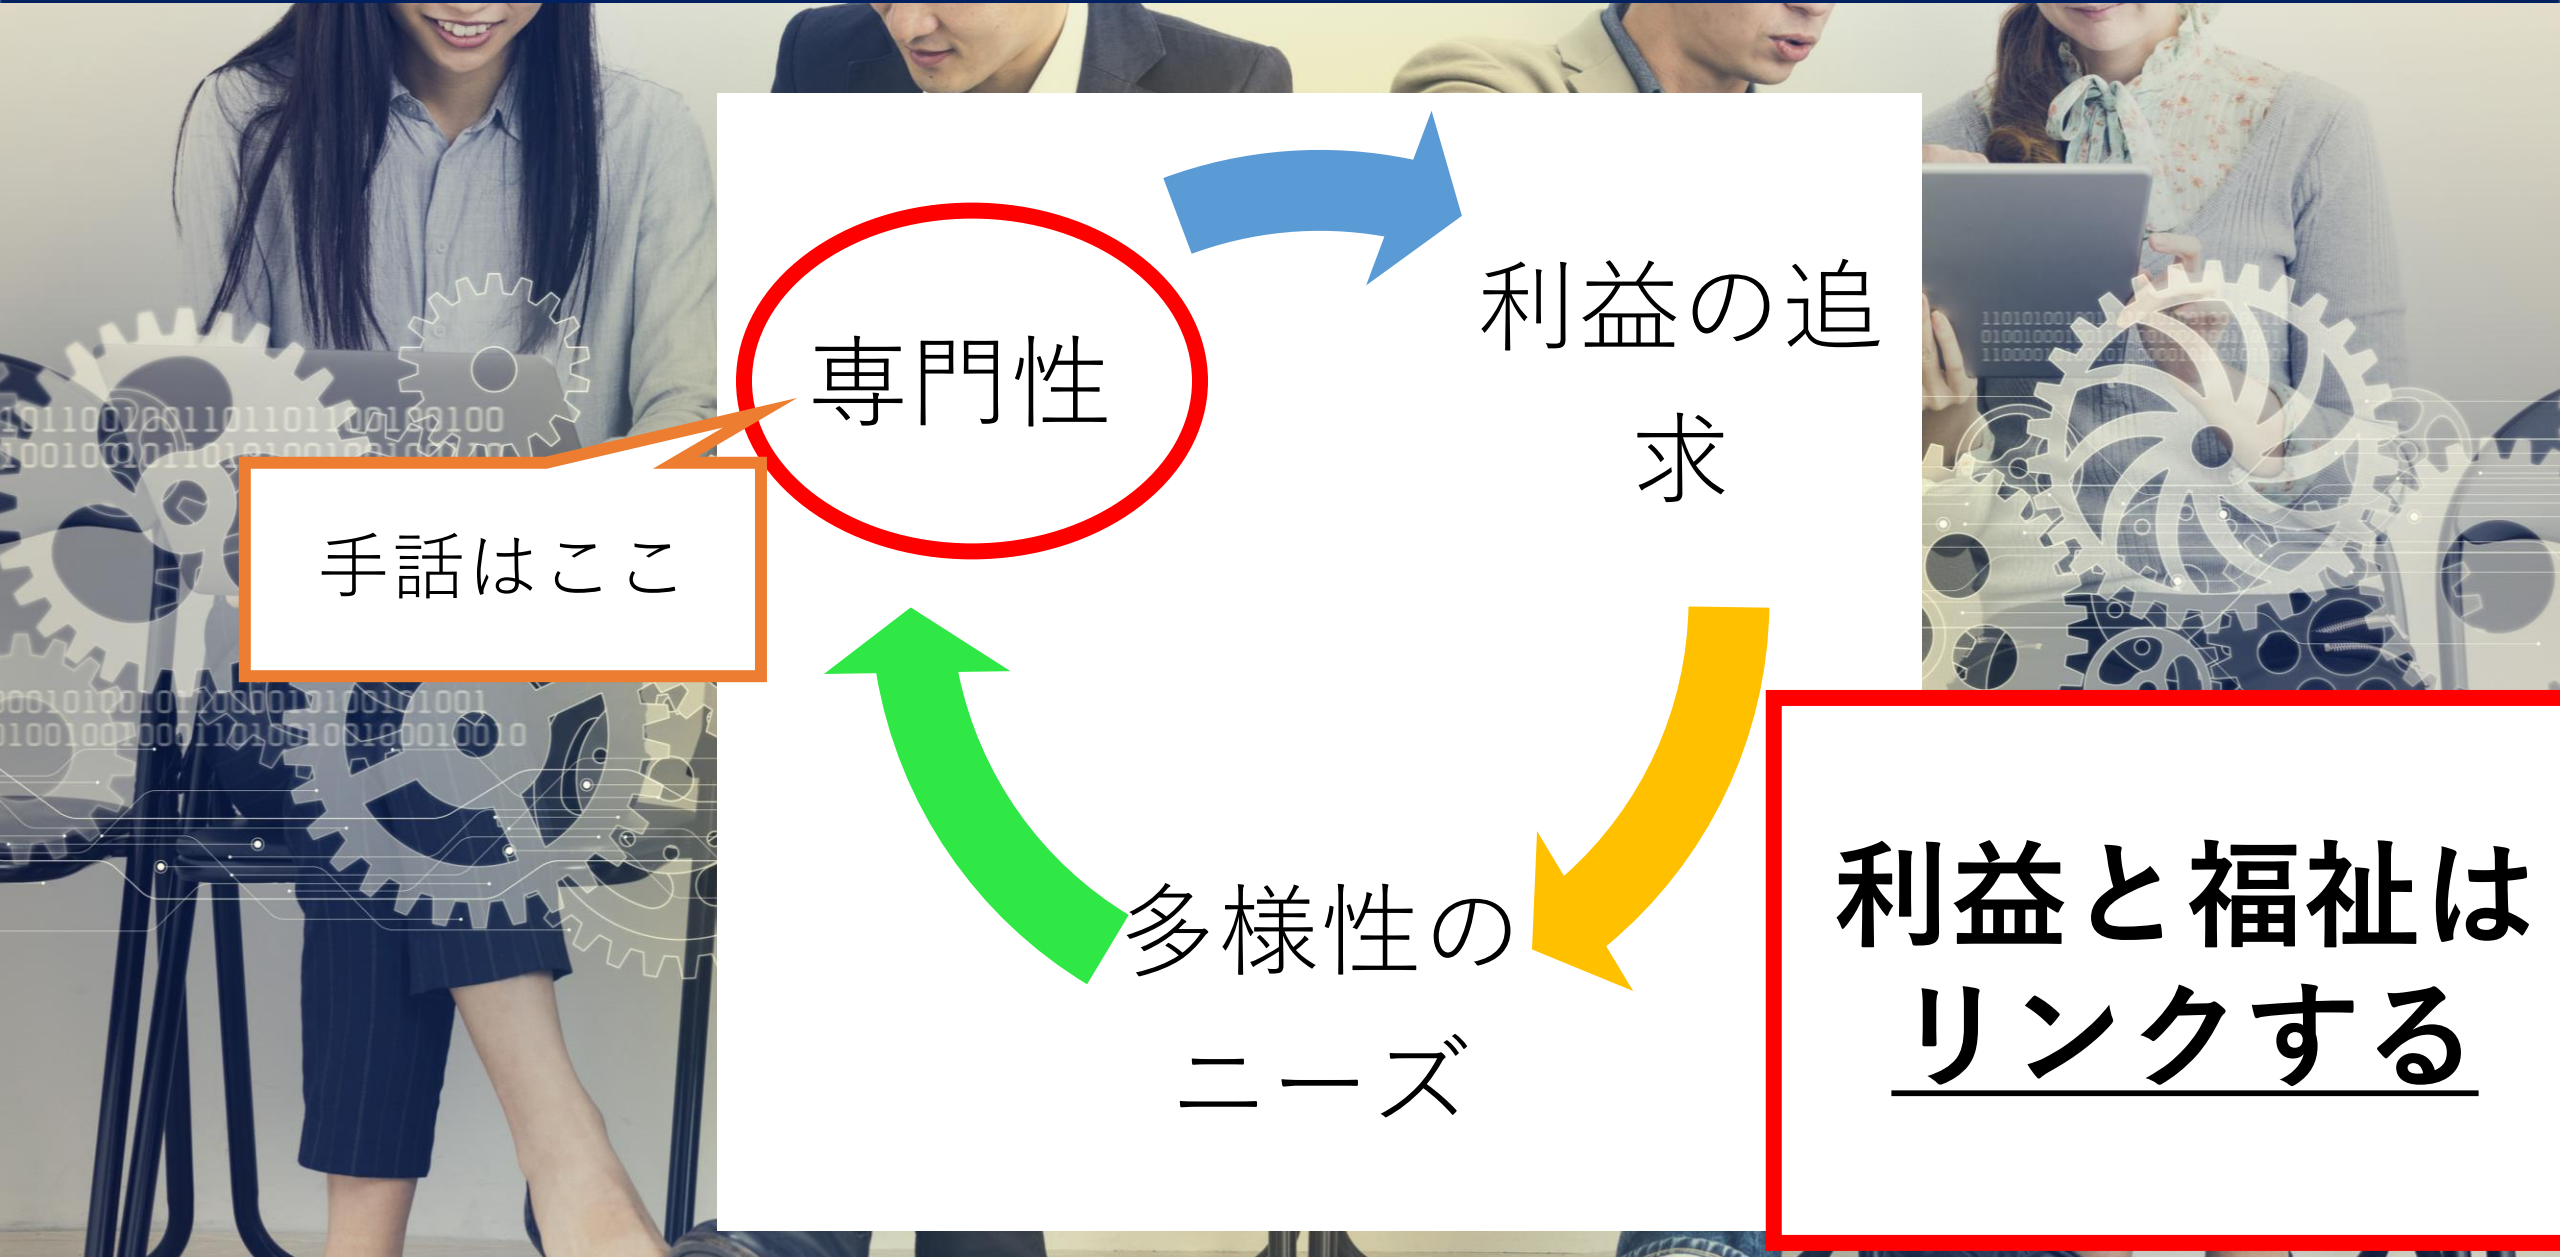 専門性
利益の追
求
手話はここ
多様性の
ニーズ
利益と福祉は
リンクする